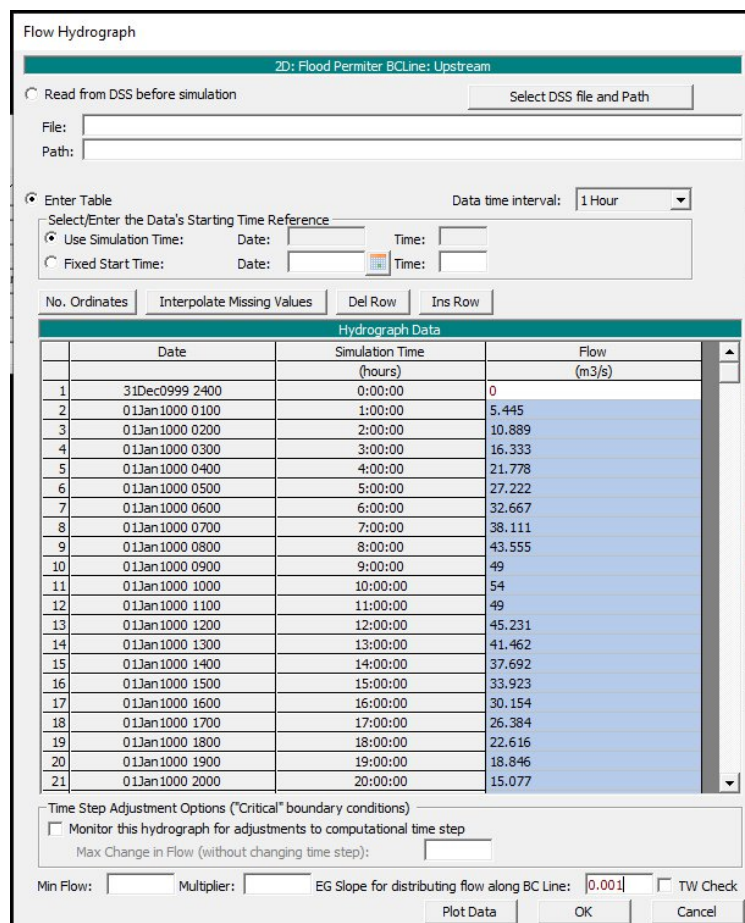 Flow Hydrograph
2D: Flood Permiter BCLine: Upstream
Read from DSS before simulation
Select DSS file and Path
File:
Path:
Enter Table
Data time interval: 1 Hour
Select/Enter the Data's Starting Time Reference
Use Simulation Time: Date: Time:
Fixed Start Time: Date: Time:
No. Ordinates Interpolate Missing Values Del Row Ins Row
Hydrograph Data
Date Simulation Time Flow
(hours) (m3/s)
1 31Dec0999 2400 0:00:00 0
2 01Jan1000 0100 1:00:00 5.445
3 01Jan1000 0200 2:00:00 10.889
4 01Jan1000 0300 3:00:00 16.333
5 01Jan1000 0400 4:00:00 21.778
6 01Jan1000 0500 5:00:00 27.222
7 01Jan1000 0600 6:00:00 32.667
8 01Jan1000 0700 7:00:00 38.111
9 01Jan1000 0800 8:00:00 43.555
10 01Jan1000 0900 9:00:00 49
11 01Jan1000 1000 10:00:00 54
12 01Jan1000 1100 11:00:00 49
13 01Jan1000 1200 12:00:00 45.231
14 01Jan1000 1300 13:00:00 41.462
15 01Jan1000 1400 14:00:00 37.692
16 01Jan1000 1500 15:00:00 33.923
17 01Jan1000 1600 16:00:00 30.154
18 01Jan1000 1700 17:00:00 26.384
19 01Jan1000 1800 18:00:00 22.616
20 01Jan1000 1900 19:00:00 18.846
21 01Jan1000 2000 20:00:00 15.077
Time Step Adjustment Options ("Critical" boundary conditions)
Monitor this hydrograph for adjustments to computational time step
Max Change in Flow (without changing time step):
Min Flow: Multiplier: EG Slope for distributing flow along BC Line: 0.001 TW Check
Plot Data OK Cancel